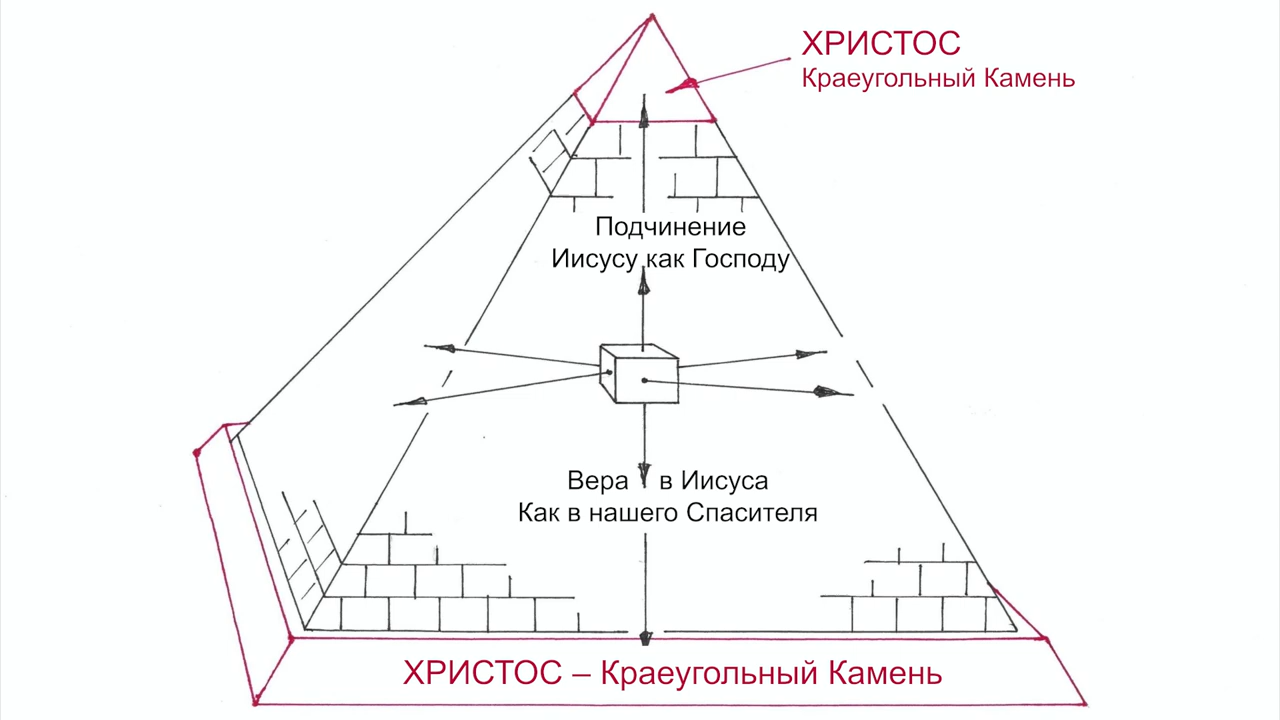 ХРИСТОС
Краеугольный Камень
Подчинение
Иисусу как Господу
Вера в Иисуса
Как в нашего Спасителя
ХРИСТОС – Краеугольный Камень